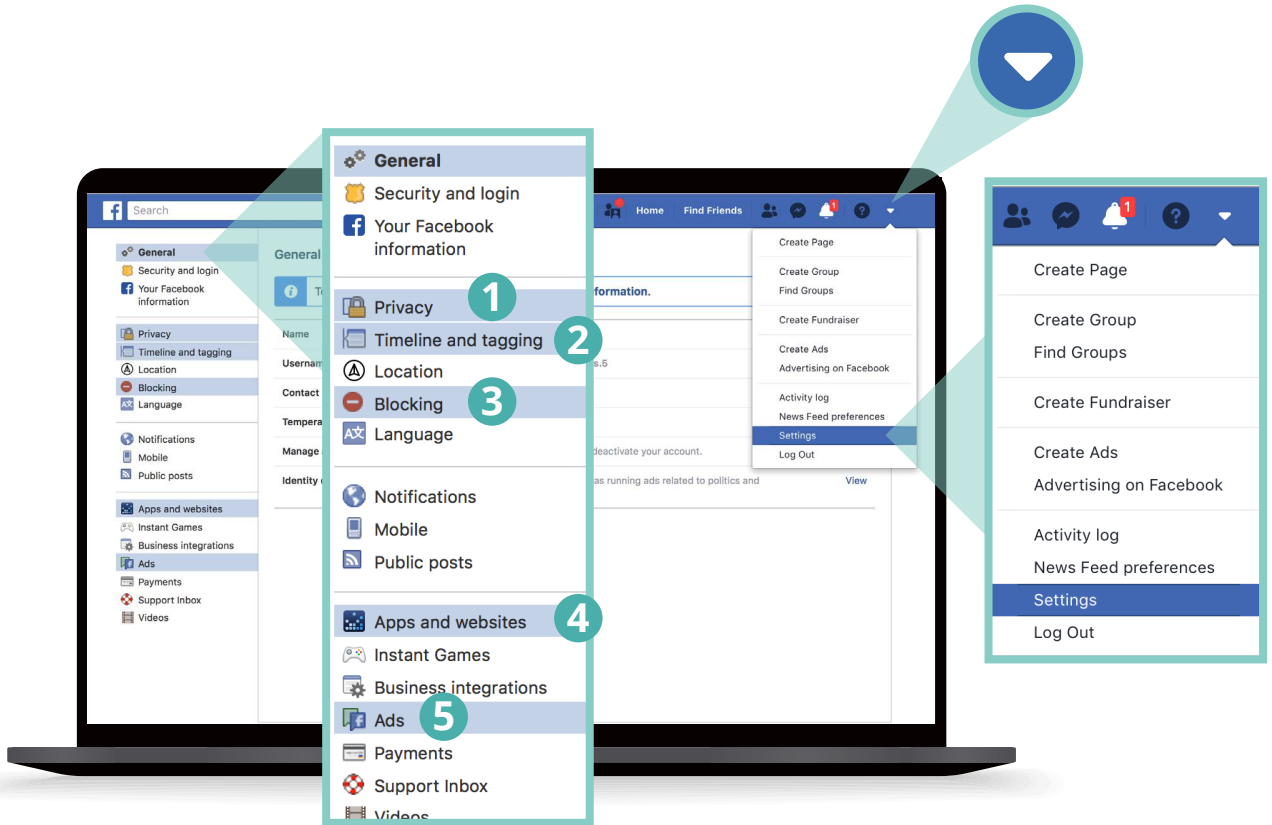 Search
Home
Find Friends
1
General
Security and login
Your Facebook
information
Privacy
Timeline and tagging
Location
Blocking
Language
Notifications
Mobile
Public posts
Apps and websites
Instant Games
Business integrations
Ads
Payments
Support Inbox
Videos
General
formation.
Name
Usernam
s.5
Contact
Tempera
Manage
deactivate your account.
Identity
as running ads related to politics and
View
General
Security and login
Your Facebook
information
Privacy
1
Timeline and tagging
2
Location
Blocking
3
Language
Notifications
Mobile
Public posts
Apps and websites
4
Instant Games
Business integrations
Ads
5
Payments
Support Inbox
Videos
Create Page
Create Group
Find Groups
Create Fundraiser
Create Ads
Advertising on Facebook
Activity log
News Feed preferences
Settings
Log Out
1
Create Page
Create Group
Find Groups
Create Fundraiser
Create Ads
Advertising on Facebook
Activity log
News Feed preferences
Settings
Log Out